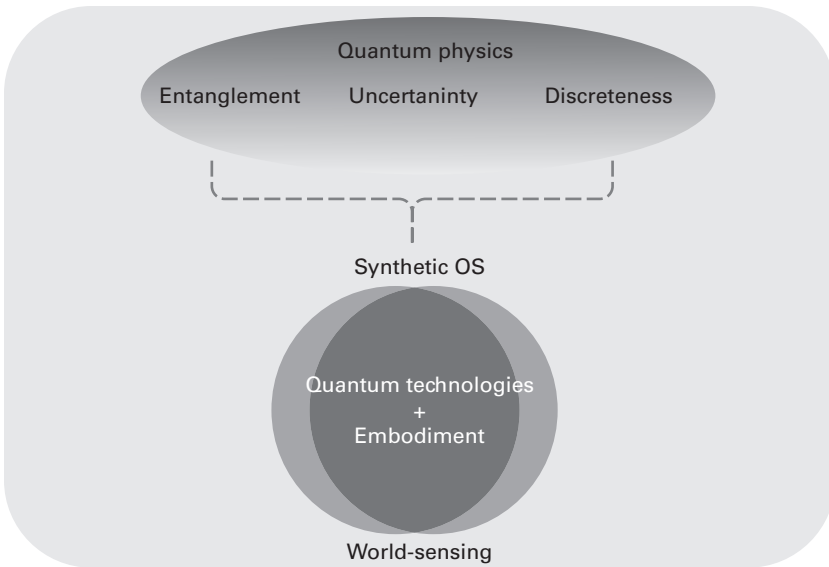 Quantum physics
Entanglement Uncertaninty Discreteness
Synthetic OS
Quantum technologies
+
Embodiment
World-sensing